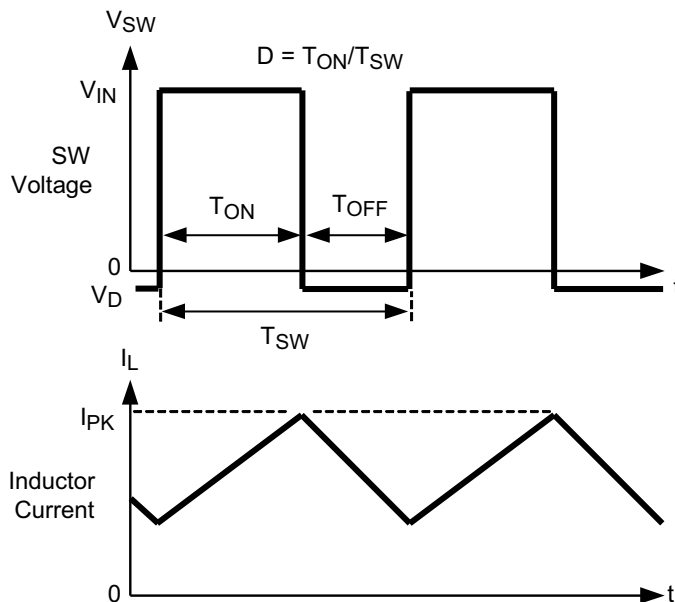 VSW
D = TON/TSW
VIN
SW
Voltage
TON
TOFF
0
VD
TSW
IL
IPK
Inductor
Current
0
t